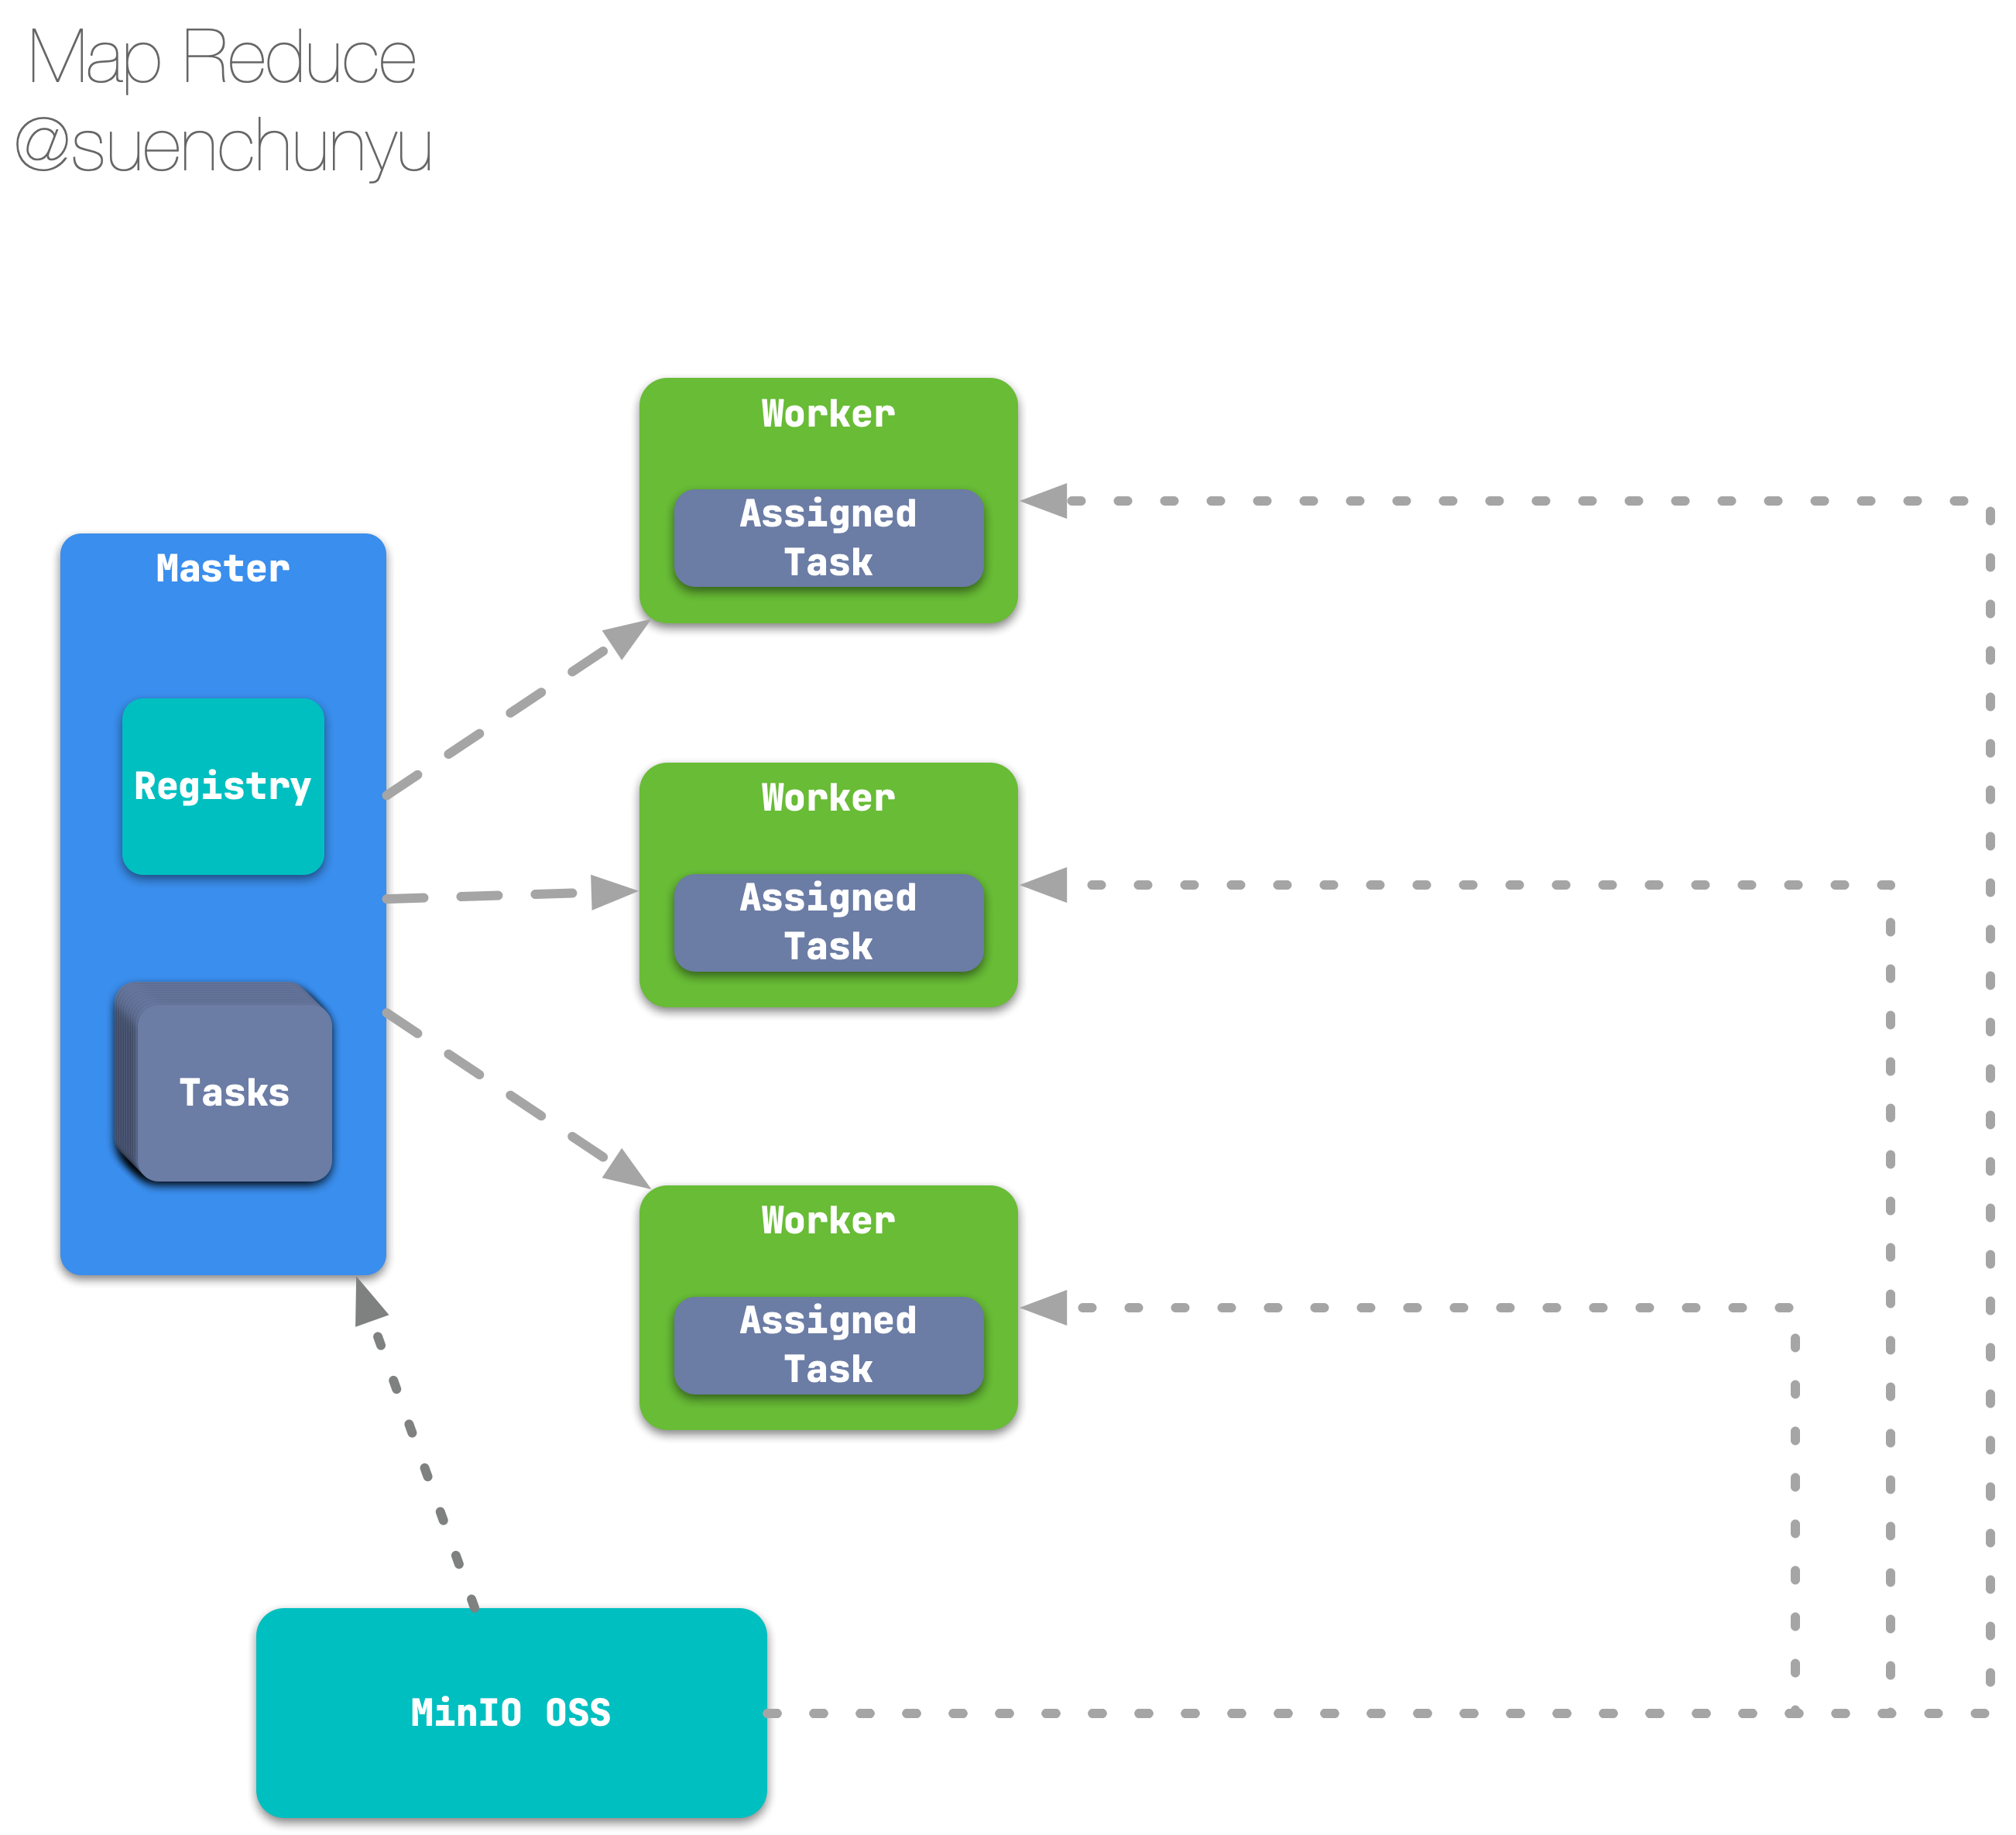 Map Reduce
@suenchunyu
Worker
Assigned
Task
Master
Registry
Tasks
Worker
Assigned
Task
Worker
Assigned
Task
MinIO OSS